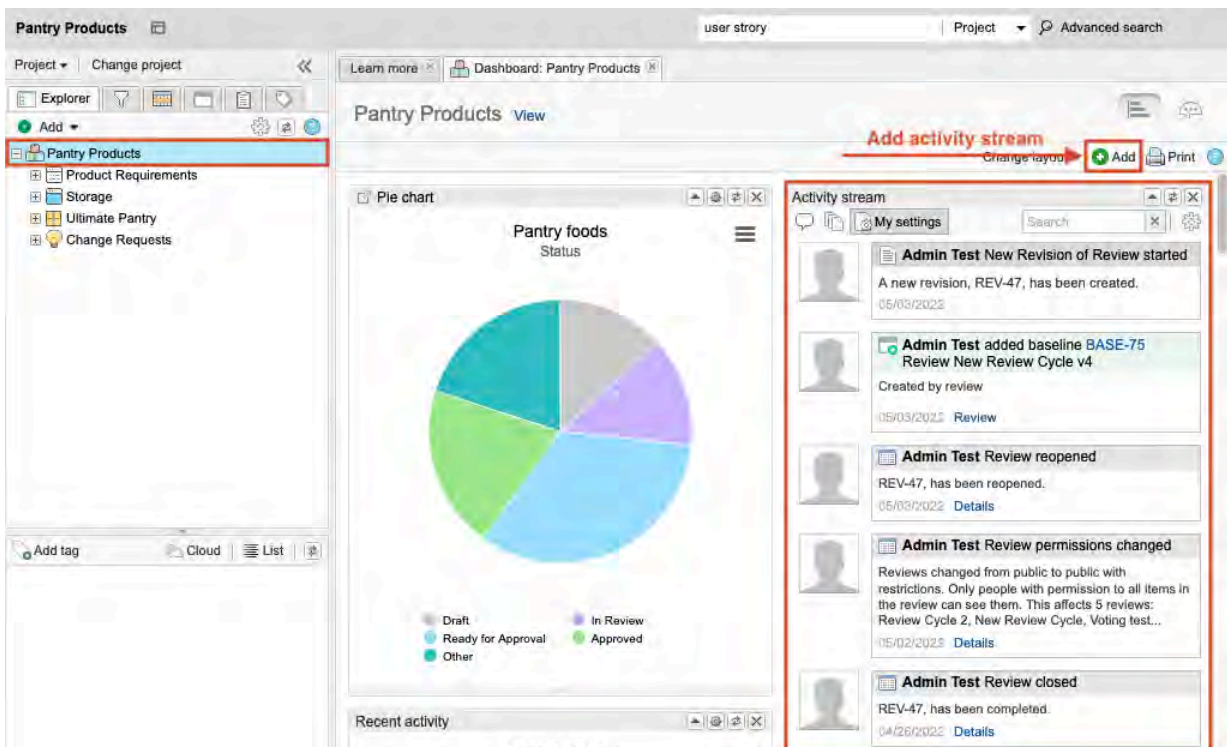 Pantry Products
user strory
Project
Advanced search
Project
Change project
Learn more
Dashboard: Pantry Products
Explorer
Add
Pantry Products View
Add activity stream
Change layout
Add
Print
Pantry Products
Product Requirements
Storage
Ultimate Pantry
Change Requests
Pie chart
Pantry foods
Status
Draft
In Review
Ready for Approval
Approved
Other
Recent activity
Activity stream
My settings
Search
Admin Test New Revision of Review started
A new revision, REV-47, has been created.
05/03/2022
Admin Test added baseline BASE-75
Review New Review Cycle v4
Created by review
05/03/2022 Review
Admin Test Review reopened
REV-47, has been reopened.
05/03/2022 Details
Admin Test Review permissions changed
Reviews changed from public to public with
restrictions. Only people with permission to all items in
the review can see them. This affects 5 reviews:
Review Cycle 2, New Review Cycle, Voting test...
05/02/2022 Details
Admin Test Review closed
REV-47, has been completed.
04/26/2022 Details
Add tag
Cloud
List